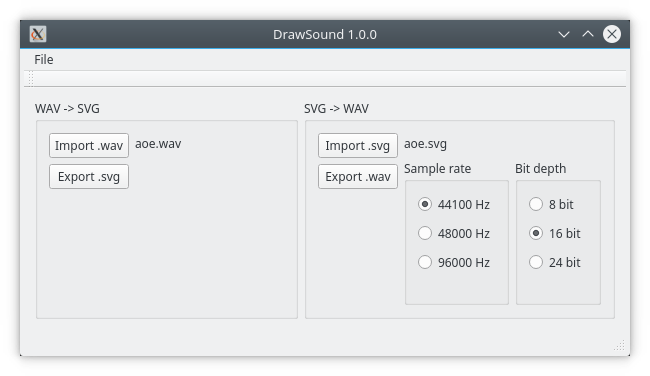 DrawSound 1.0.0
File
WAV -> SVG
Import .wav aoe.wav
Export .svg
SVG -> WAV
Import .svg aoe.svg
Export .wav
Sample rate
44100 Hz
48000 Hz
96000 Hz
Bit depth
8 bit
16 bit
24 bit